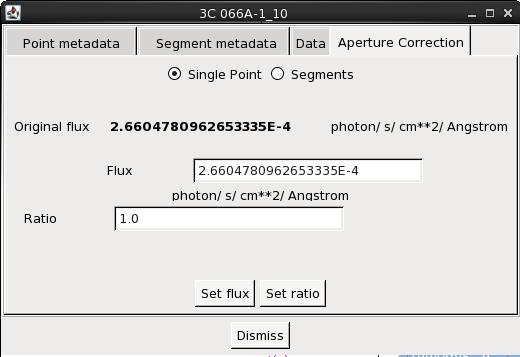 3C 066A-1_10
Point metadata Segment metadata Data Aperture Correction
Single Point Segments
Original flux 2.6604780962653335E-4 photon/ s/ cm**2/ Angstrom
Flux 2.6604780962653335E-4
photon/ s/ cm**2/ Angstrom
Ratio 1.0
Set flux Set ratio
Dismiss